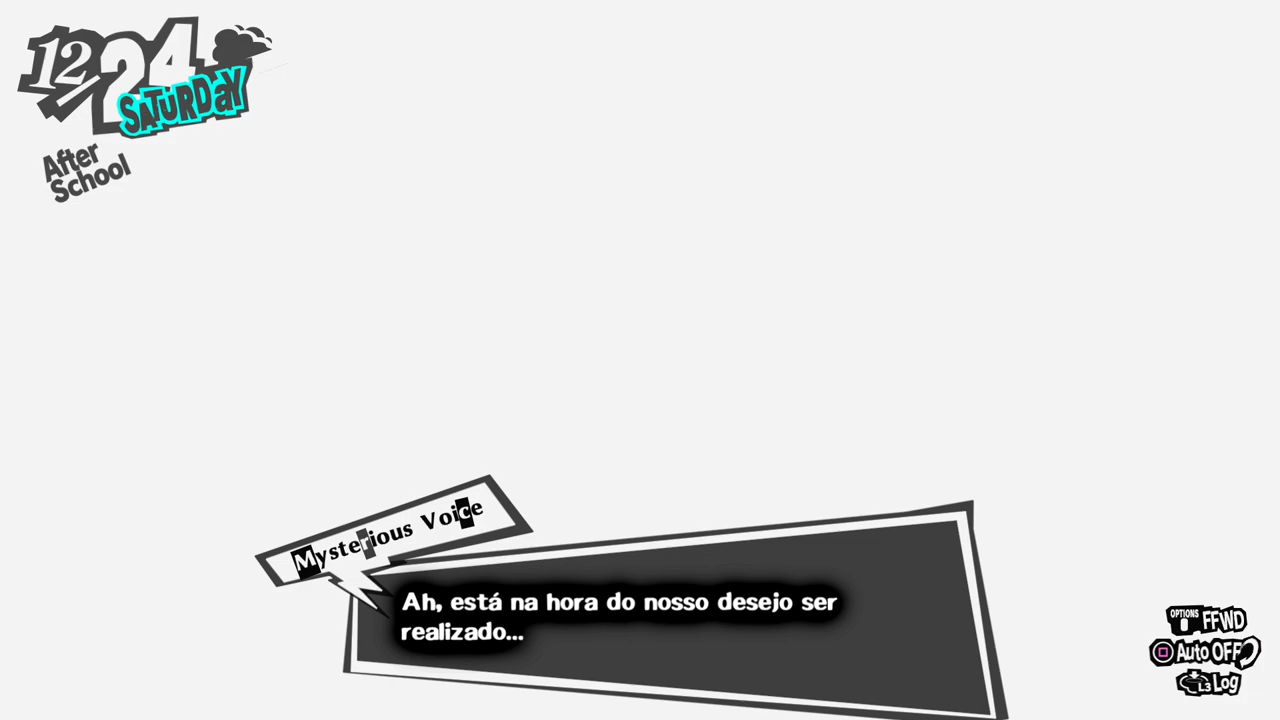 12/24
SATURDaY
After
School
Mysterious Voice
Ah, está na hora do nosso desejo ser
realizado...
OPTIONS FFWD
Auto OFF
L3 Log